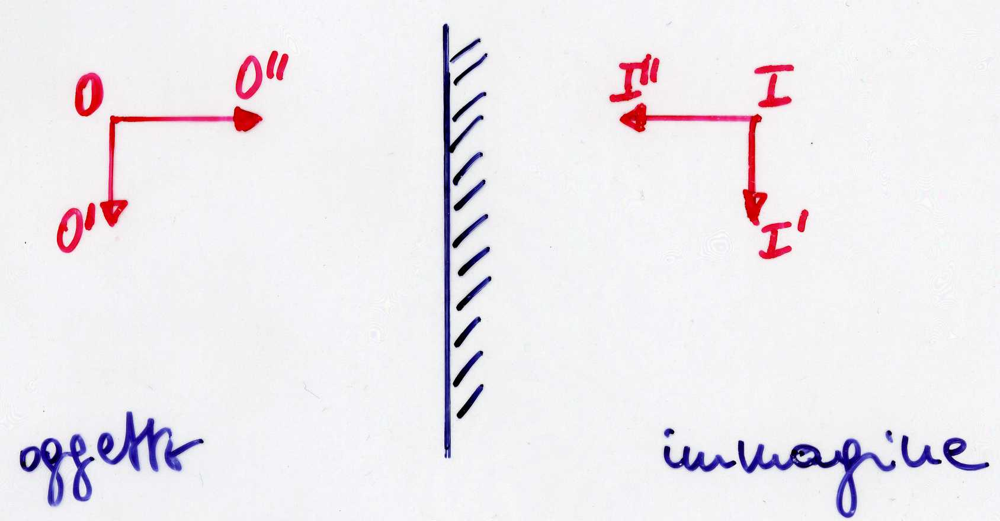 O O" I" I
O' I'
oggetto immagine